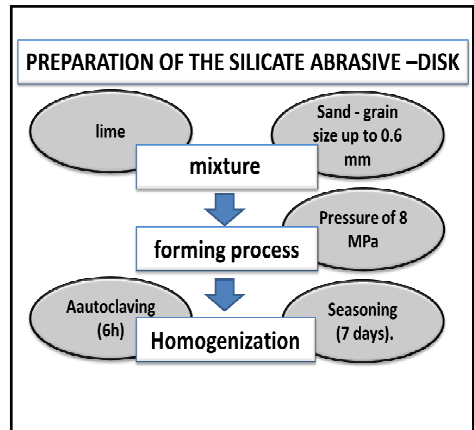 PREPARATION OF THE SILICATE ABRASIVE –DISK
lime
Sand - grain
size up to 0.6
mm
mixture
Pressure of 8
MPa
forming process
Aautoclaving
(6h)
Seasoning
(7 days).
Homogenization